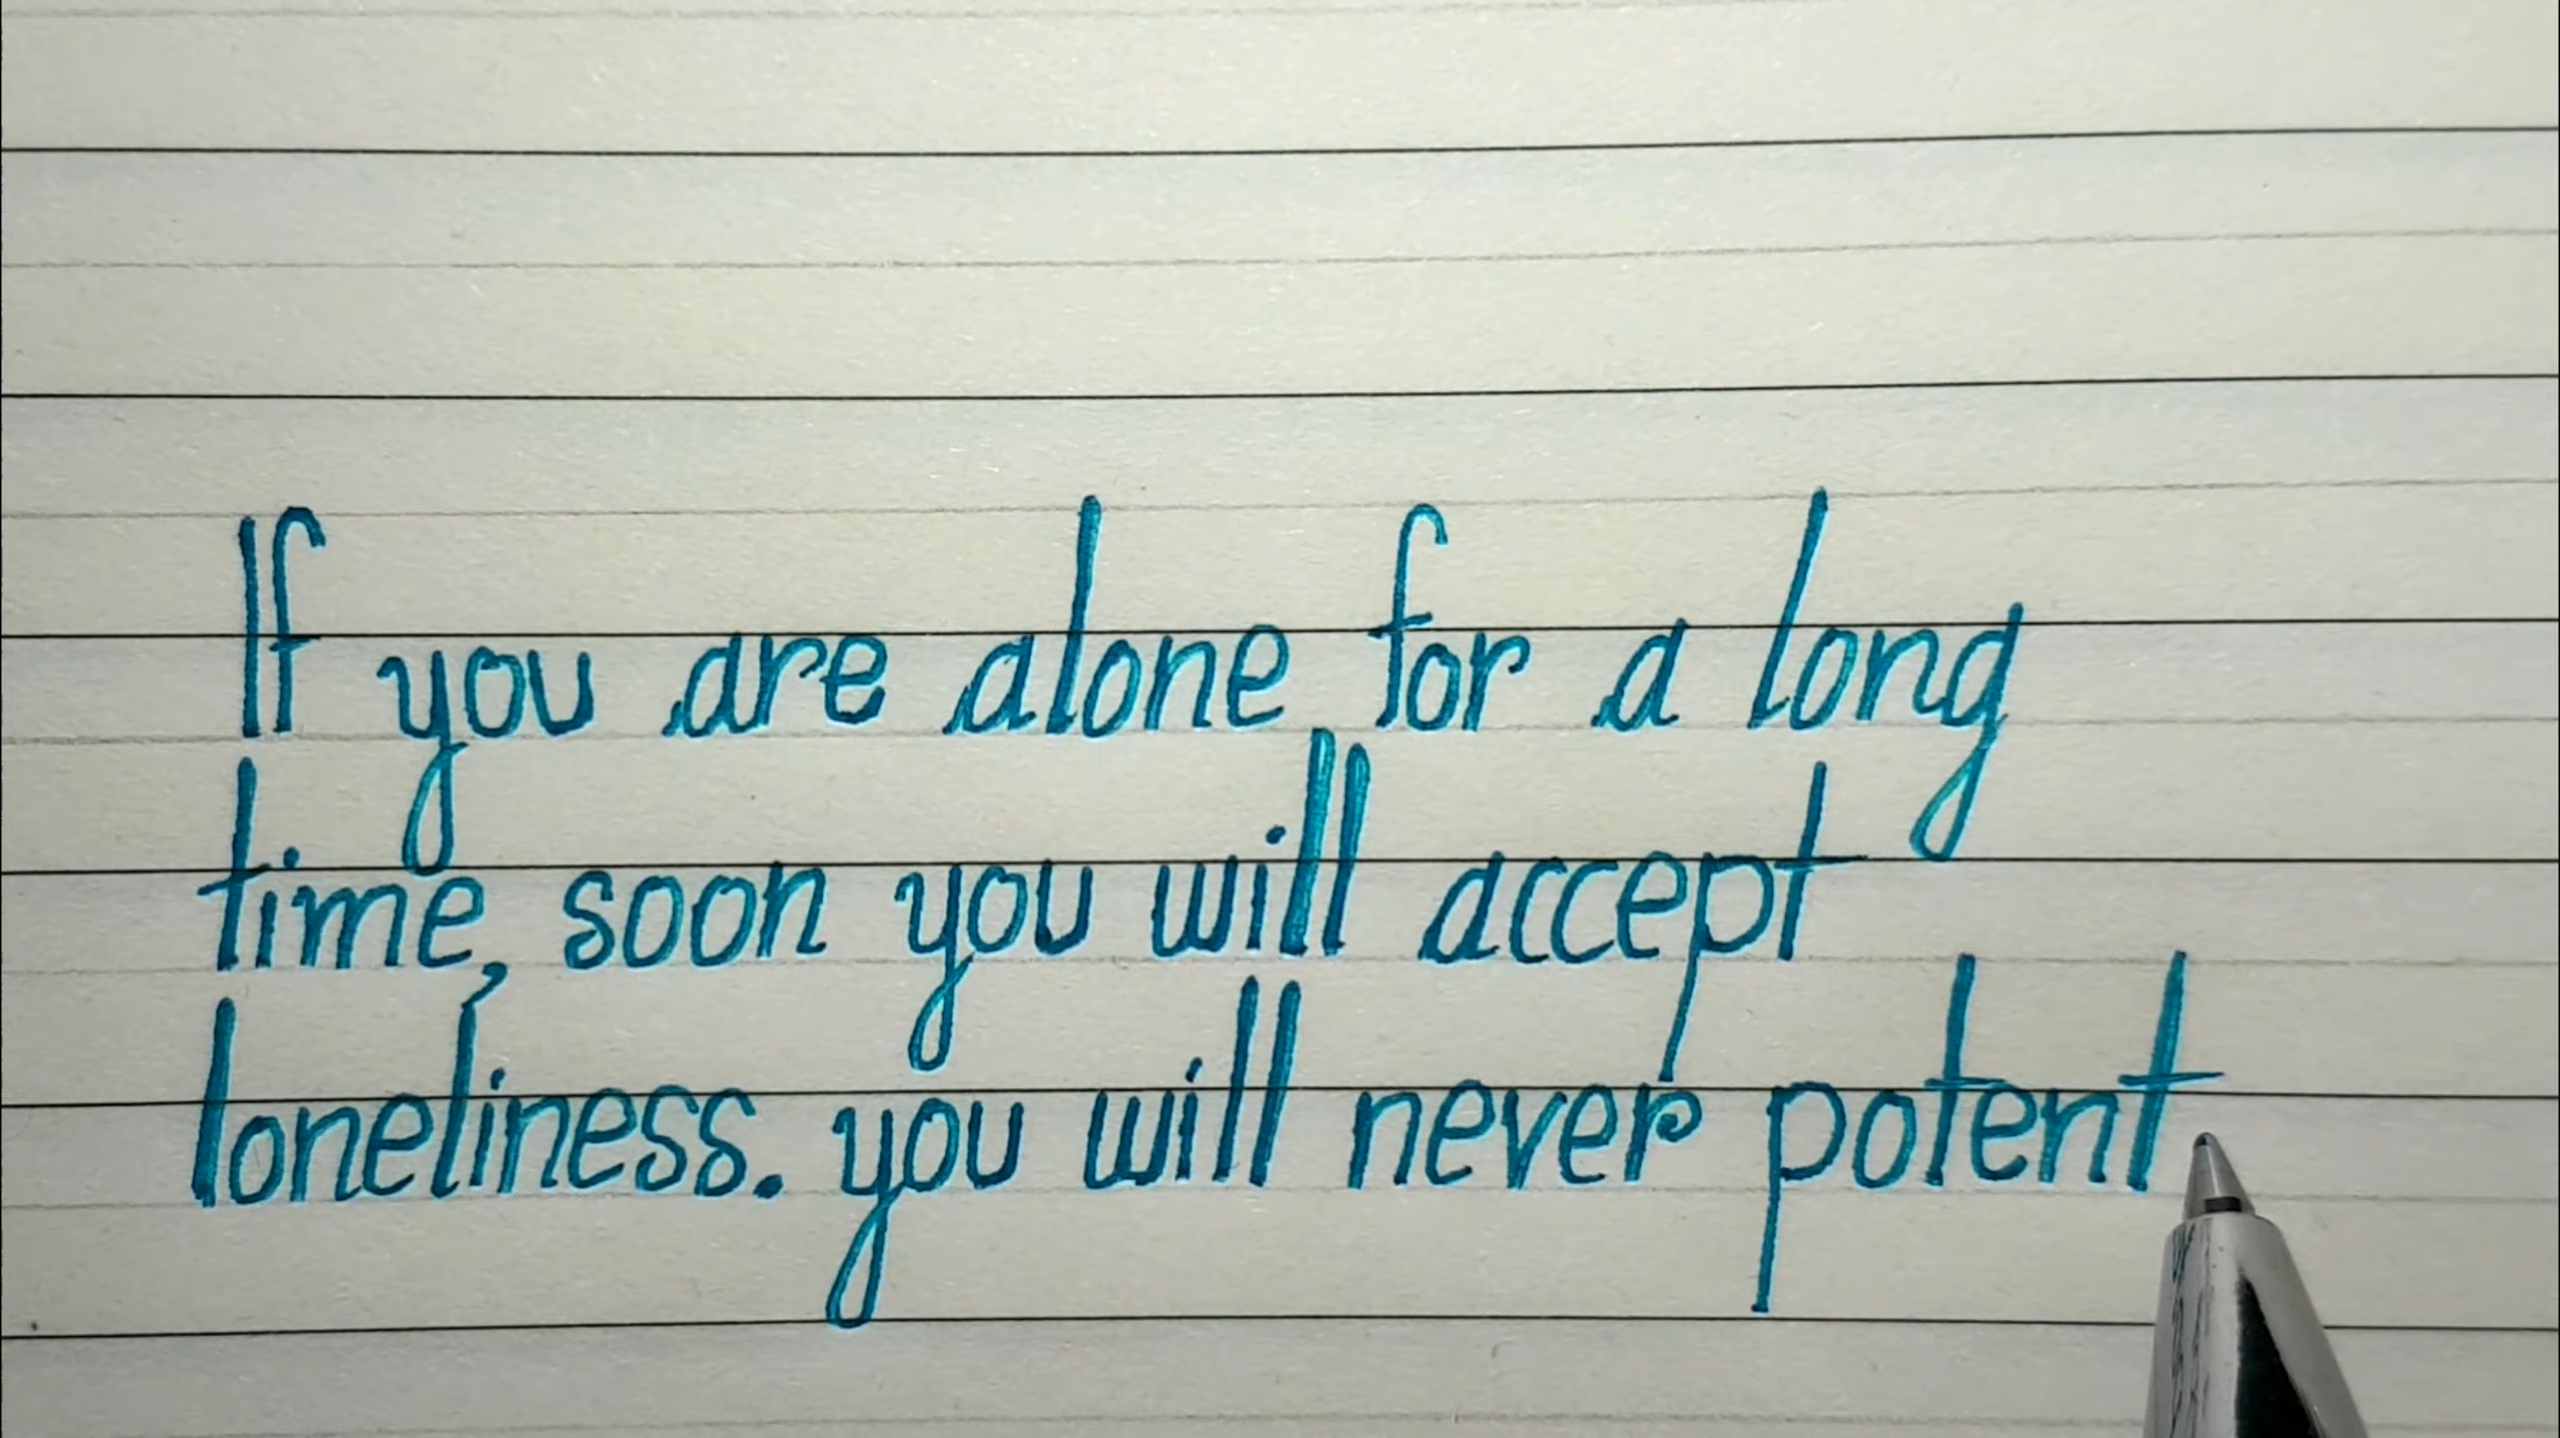 If you are alone for a long
time, soon you will accept
loneliness. you will never potent